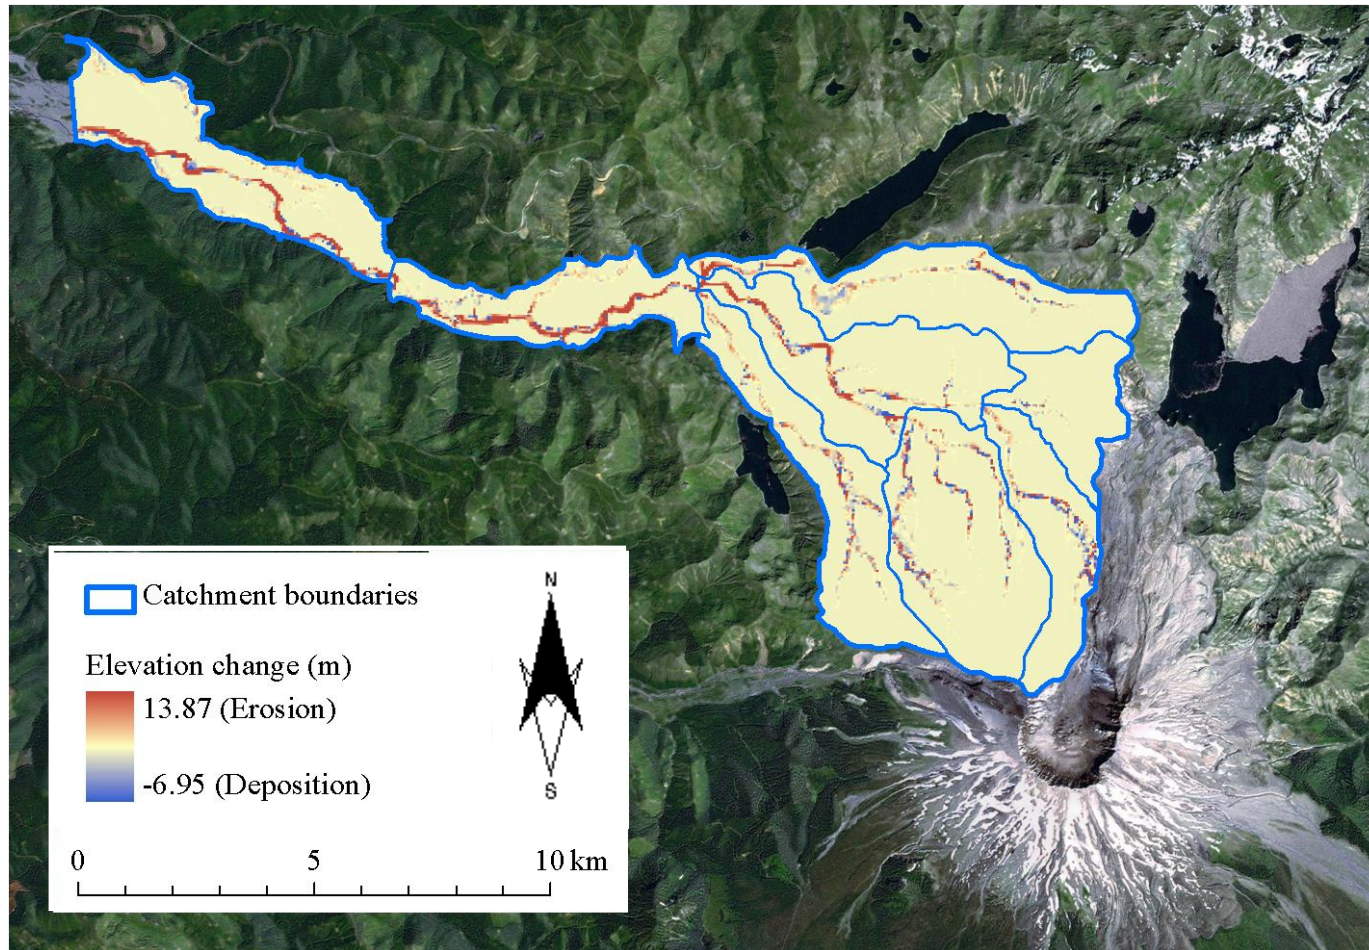 Catchment boundaries
N
Elevation change (m)
13.87 (Erosion)
-6.95 (Deposition)
S
0 5 10 km